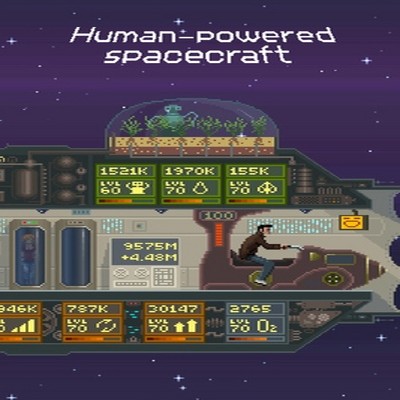 Human-powered
spacecraft
1521K 1970K 155K
LVL 60 LVL 70 LVL 70
100
9575M
+4.48M
946K 787K 30147 2765
70 LVL 70 LVL 70 LVL 70 O2